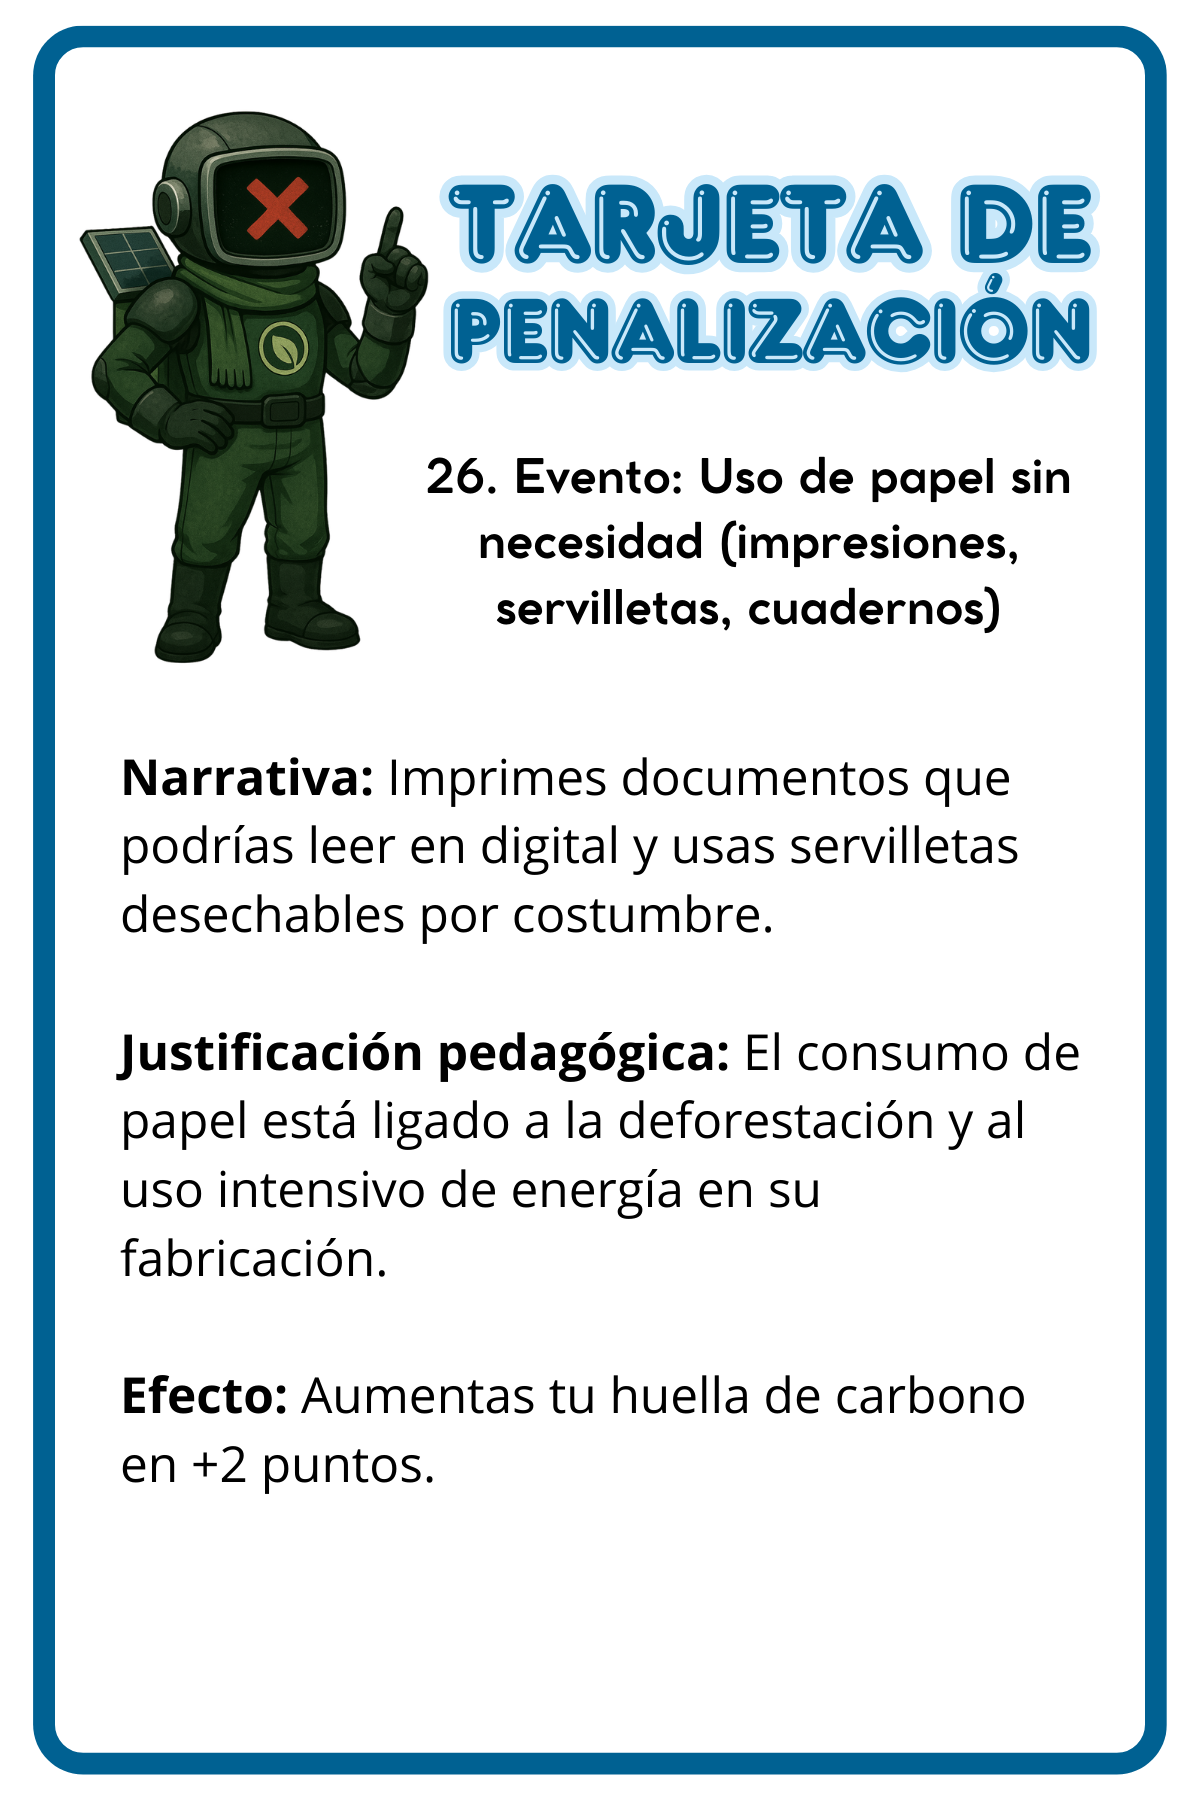 TARJETA DE
PENALIZACIÓN
26. Evento: Uso de papel sin
necesidad (impresiones,
servilletas, cuadernos)
Narrativa: Imprimes documentos que
podrías leer en digital y usas servilletas
desechables por costumbre.
Justificación pedagógica: El consumo de
papel está ligado a la deforestación y al
uso intensivo de energía en su
fabricación.
Efecto: Aumentas tu huella de carbono
en +2 puntos.